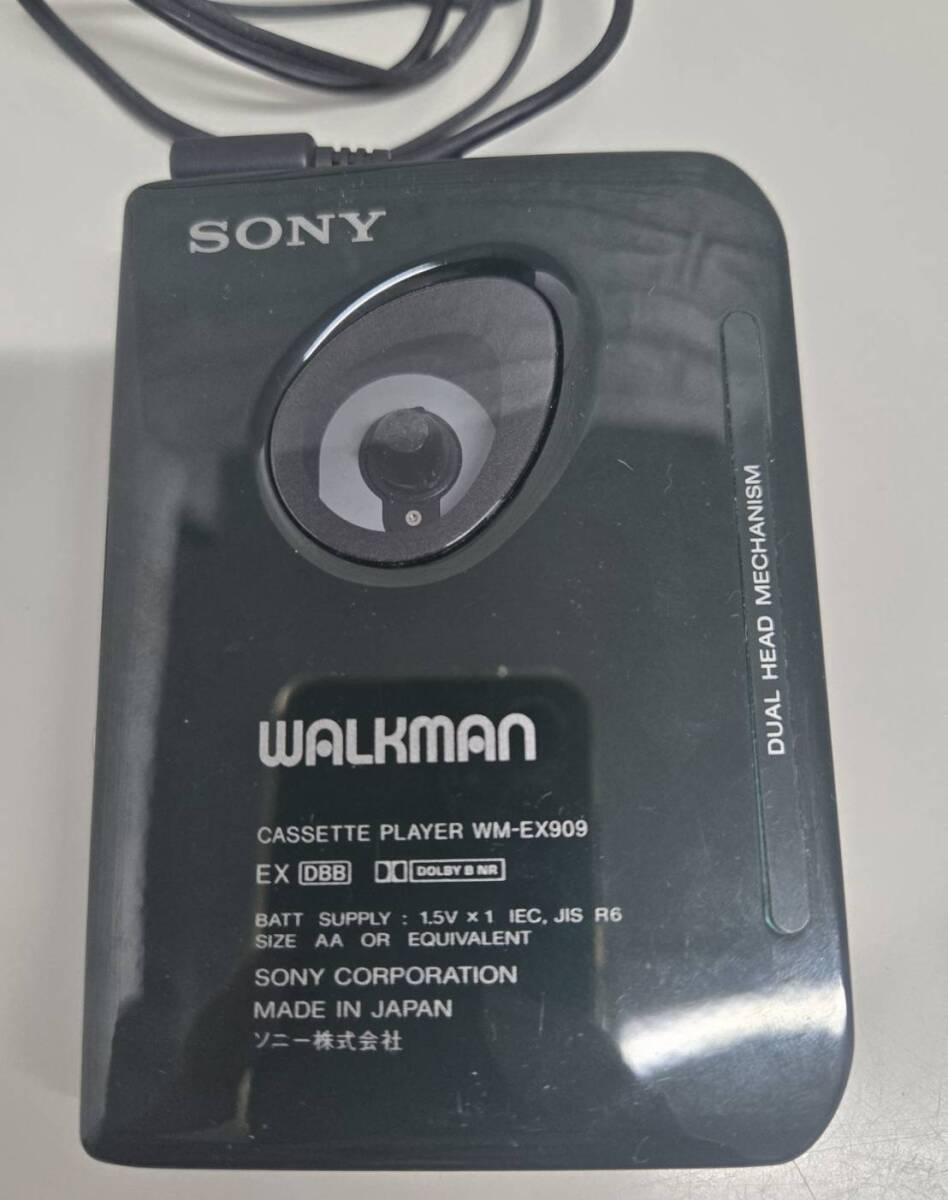 SONY
DUAL HEAD MECHANISM
WALKMAN
CASSETTE PLAYER WM-EX909
EX DBB DOLBY B NR
BATT SUPPLY : 1.5V × 1 IEC, JIS R6
SIZE AA OR EQUIVALENT
SONY CORPORATION
MADE IN JAPAN
ソニー株式会社